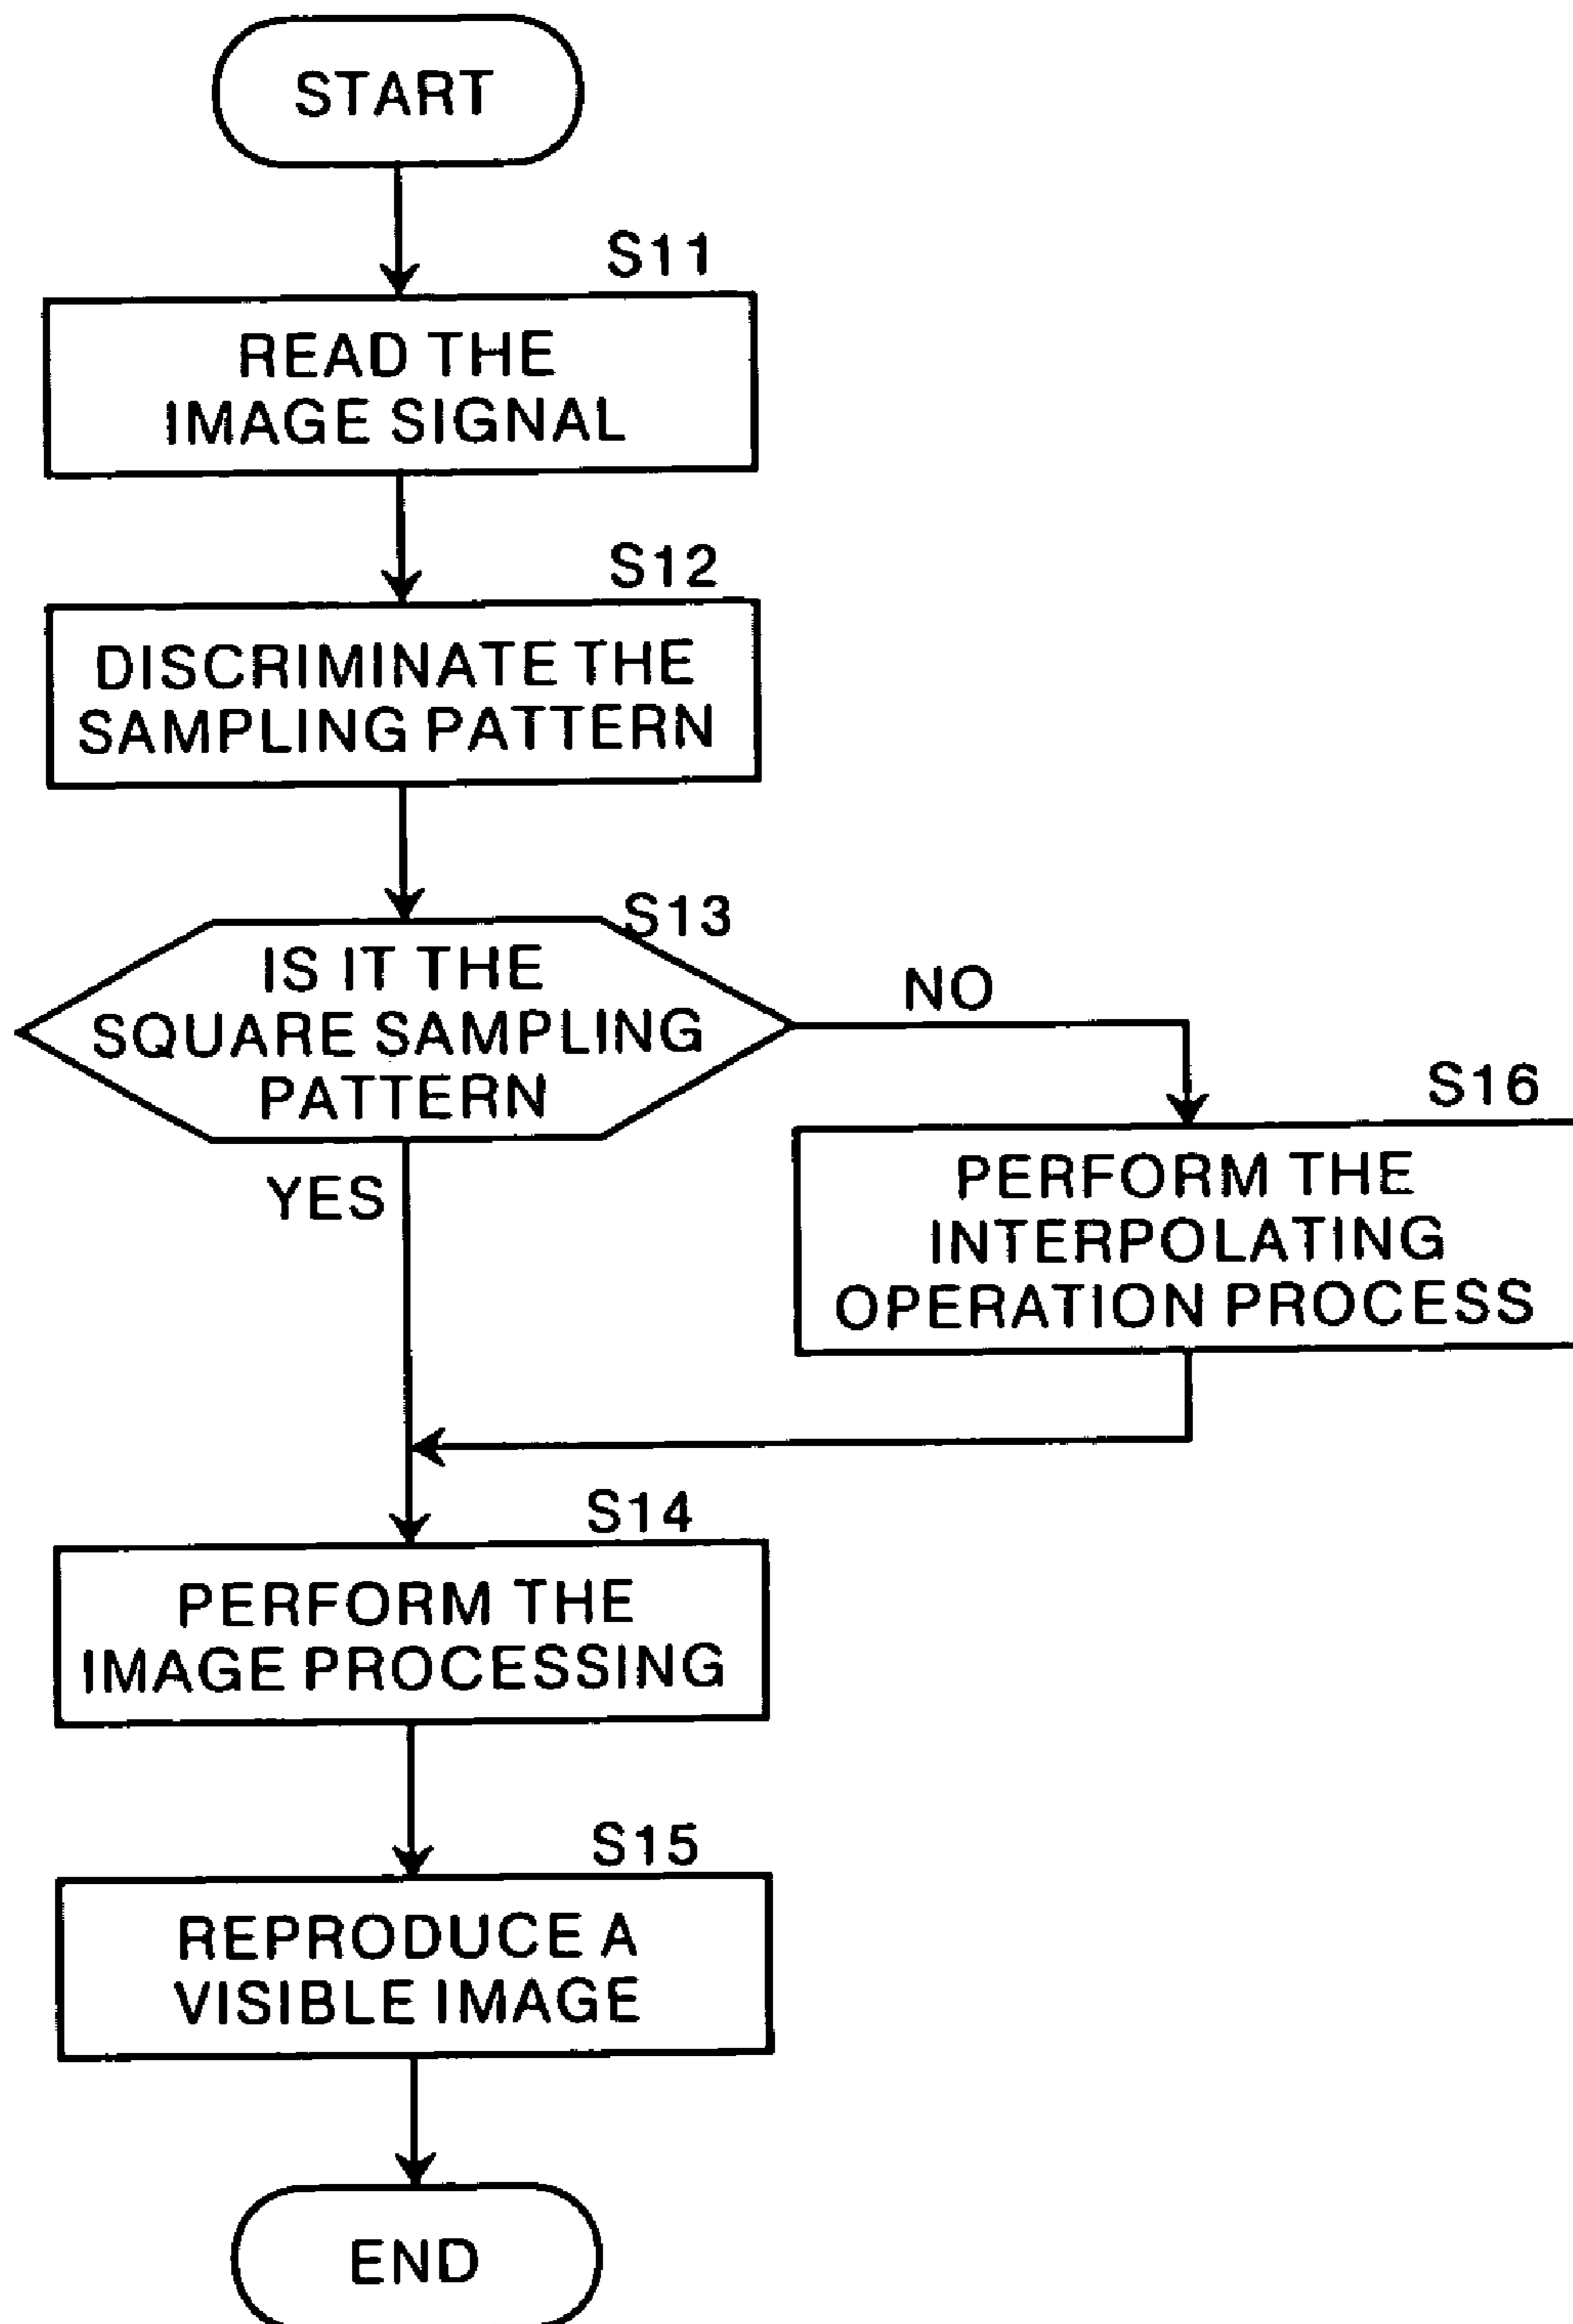 START
S11
READ THE
IMAGE SIGNAL
S12
DISCRIMINATE THE
SAMPLING PATTERN
S13
IS IT THE
SQUARE SAMPLING
PATTERN
NO
YES
S16
PERFORM THE
INTERPOLATING
OPERATION PROCESS
S14
PERFORM THE
IMAGE PROCESSING
S15
REPRODUCE A
VISIBLE IMAGE
END